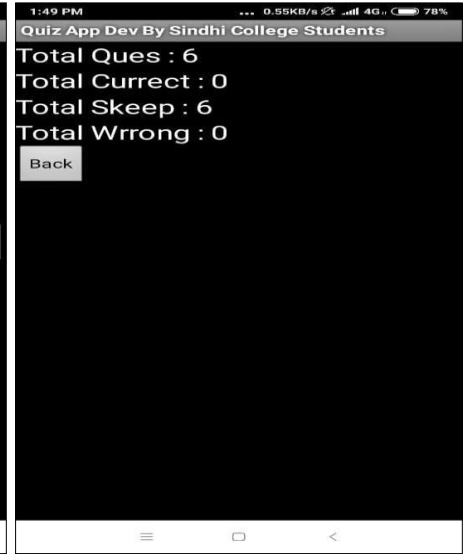 1:49 PM ... 0.55KB/s 4G 78%
Quiz App Dev By Sindhi College Students
Total Ques : 6
Total Currect : 0
Total Skeep : 6
Total Wrrong : 0
Back